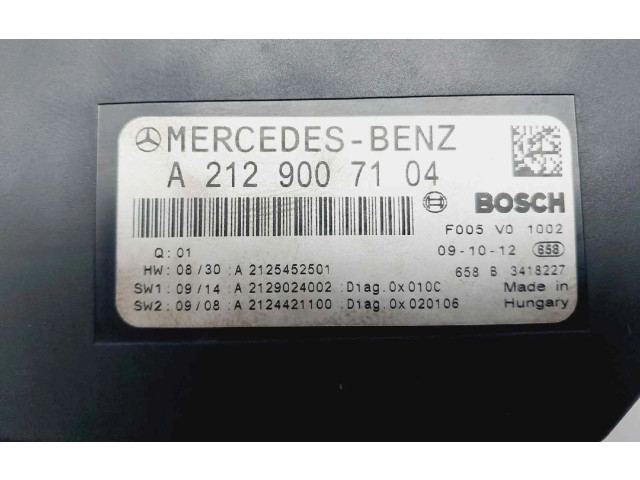 MERCEDES-BENZ
A 212 900 71 04
BOSCH
F005 V0 1002
Q: 01
09-10-12 658
HW: 08/30 : A 2125452501
658 B 3418227
SW1: 09/14 : A 2129024002 : Diag.0x010C
Made in
SW2: 09/08 : A 2124421100 : Diag.0x020106
Hungary